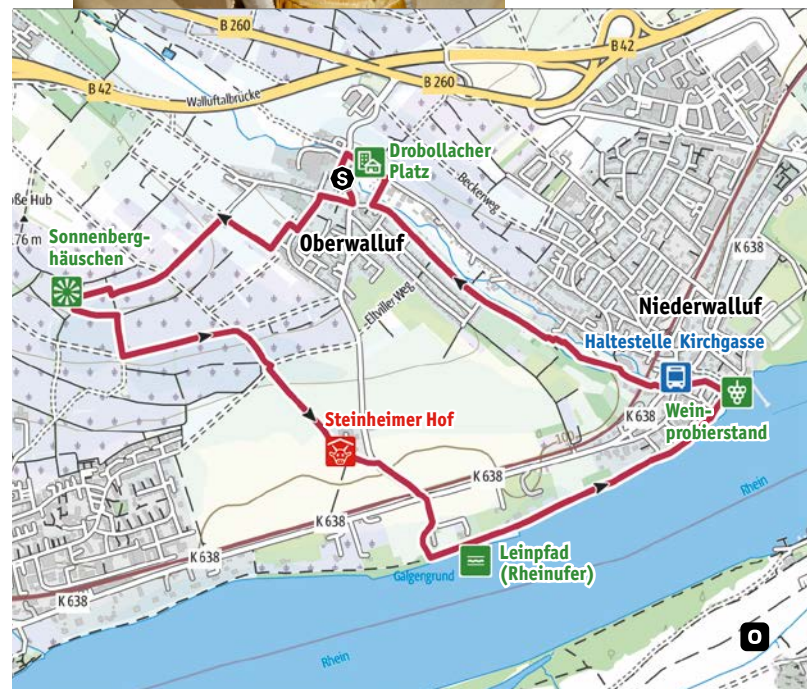 B 260
B 42
B 42
Walluftalbrücke
B 260
S
Drobollacher
Platz
Beckerweg
oße Hub
76 m
Sonnenberg-
häuschen
Oberwalluf
K 638
Eltviller Weg
Niederwalluf
Haltestelle Kirchgasse
Wein-
probierstand
K 638
Steinheimer Hof
100
K 638
Rhein
K 638
K 638
Leinpfad
(Rheinufer)
Galgengrund
K 638
O
Rhein